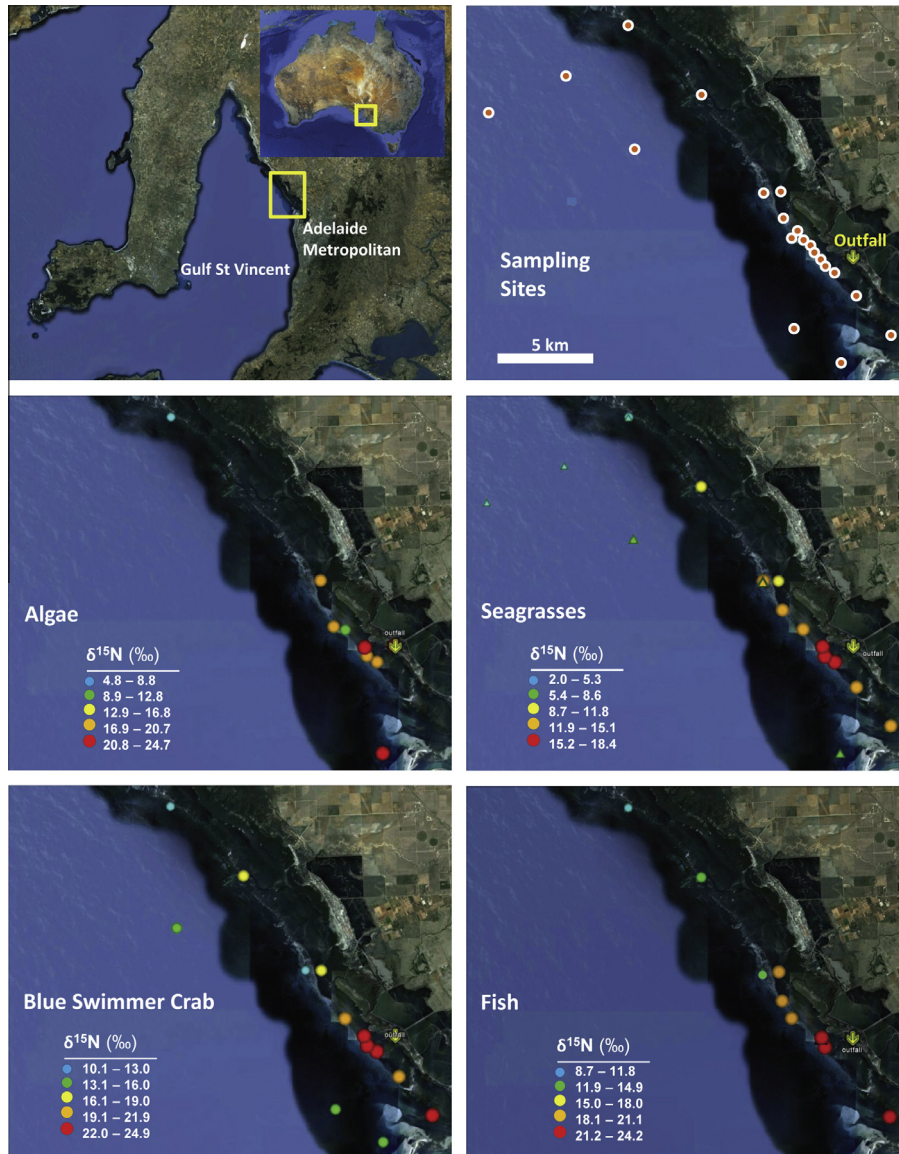 Adelaide
Metropolitan
Gulf St Vincent
Outfall
Sampling
Sites
5 km
Algae
outfall
δ15N (‰)
4.8 – 8.8
8.9 – 12.8
12.9 – 16.8
16.9 – 20.7
20.8 – 24.7
Seagrasses
outfall
δ15N (‰)
2.0 – 5.3
5.4 – 8.6
8.7 – 11.8
11.9 – 15.1
15.2 – 18.4
Blue Swimmer Crab
outfall
δ15N (‰)
10.1 – 13.0
13.1 – 16.0
16.1 – 19.0
19.1 – 21.9
22.0 – 24.9
Fish
outfall
δ15N (‰)
8.7 – 11.8
11.9 – 14.9
15.0 – 18.0
18.1 – 21.1
21.2 – 24.2